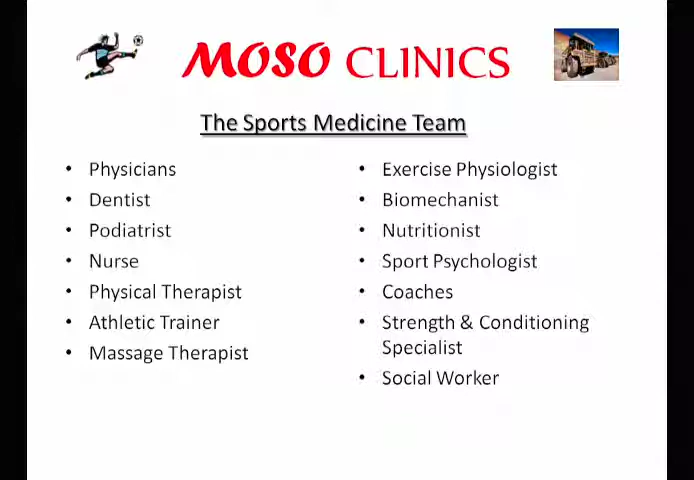 MOSO CLINICS
The Sports Medicine Team
• Physicians
• Dentist
• Podiatrist
• Nurse
• Physical Therapist
• Athletic Trainer
• Massage Therapist
• Exercise Physiologist
• Biomechanist
• Nutritionist
• Sport Psychologist
• Coaches
• Strength & Conditioning
Specialist
• Social Worker